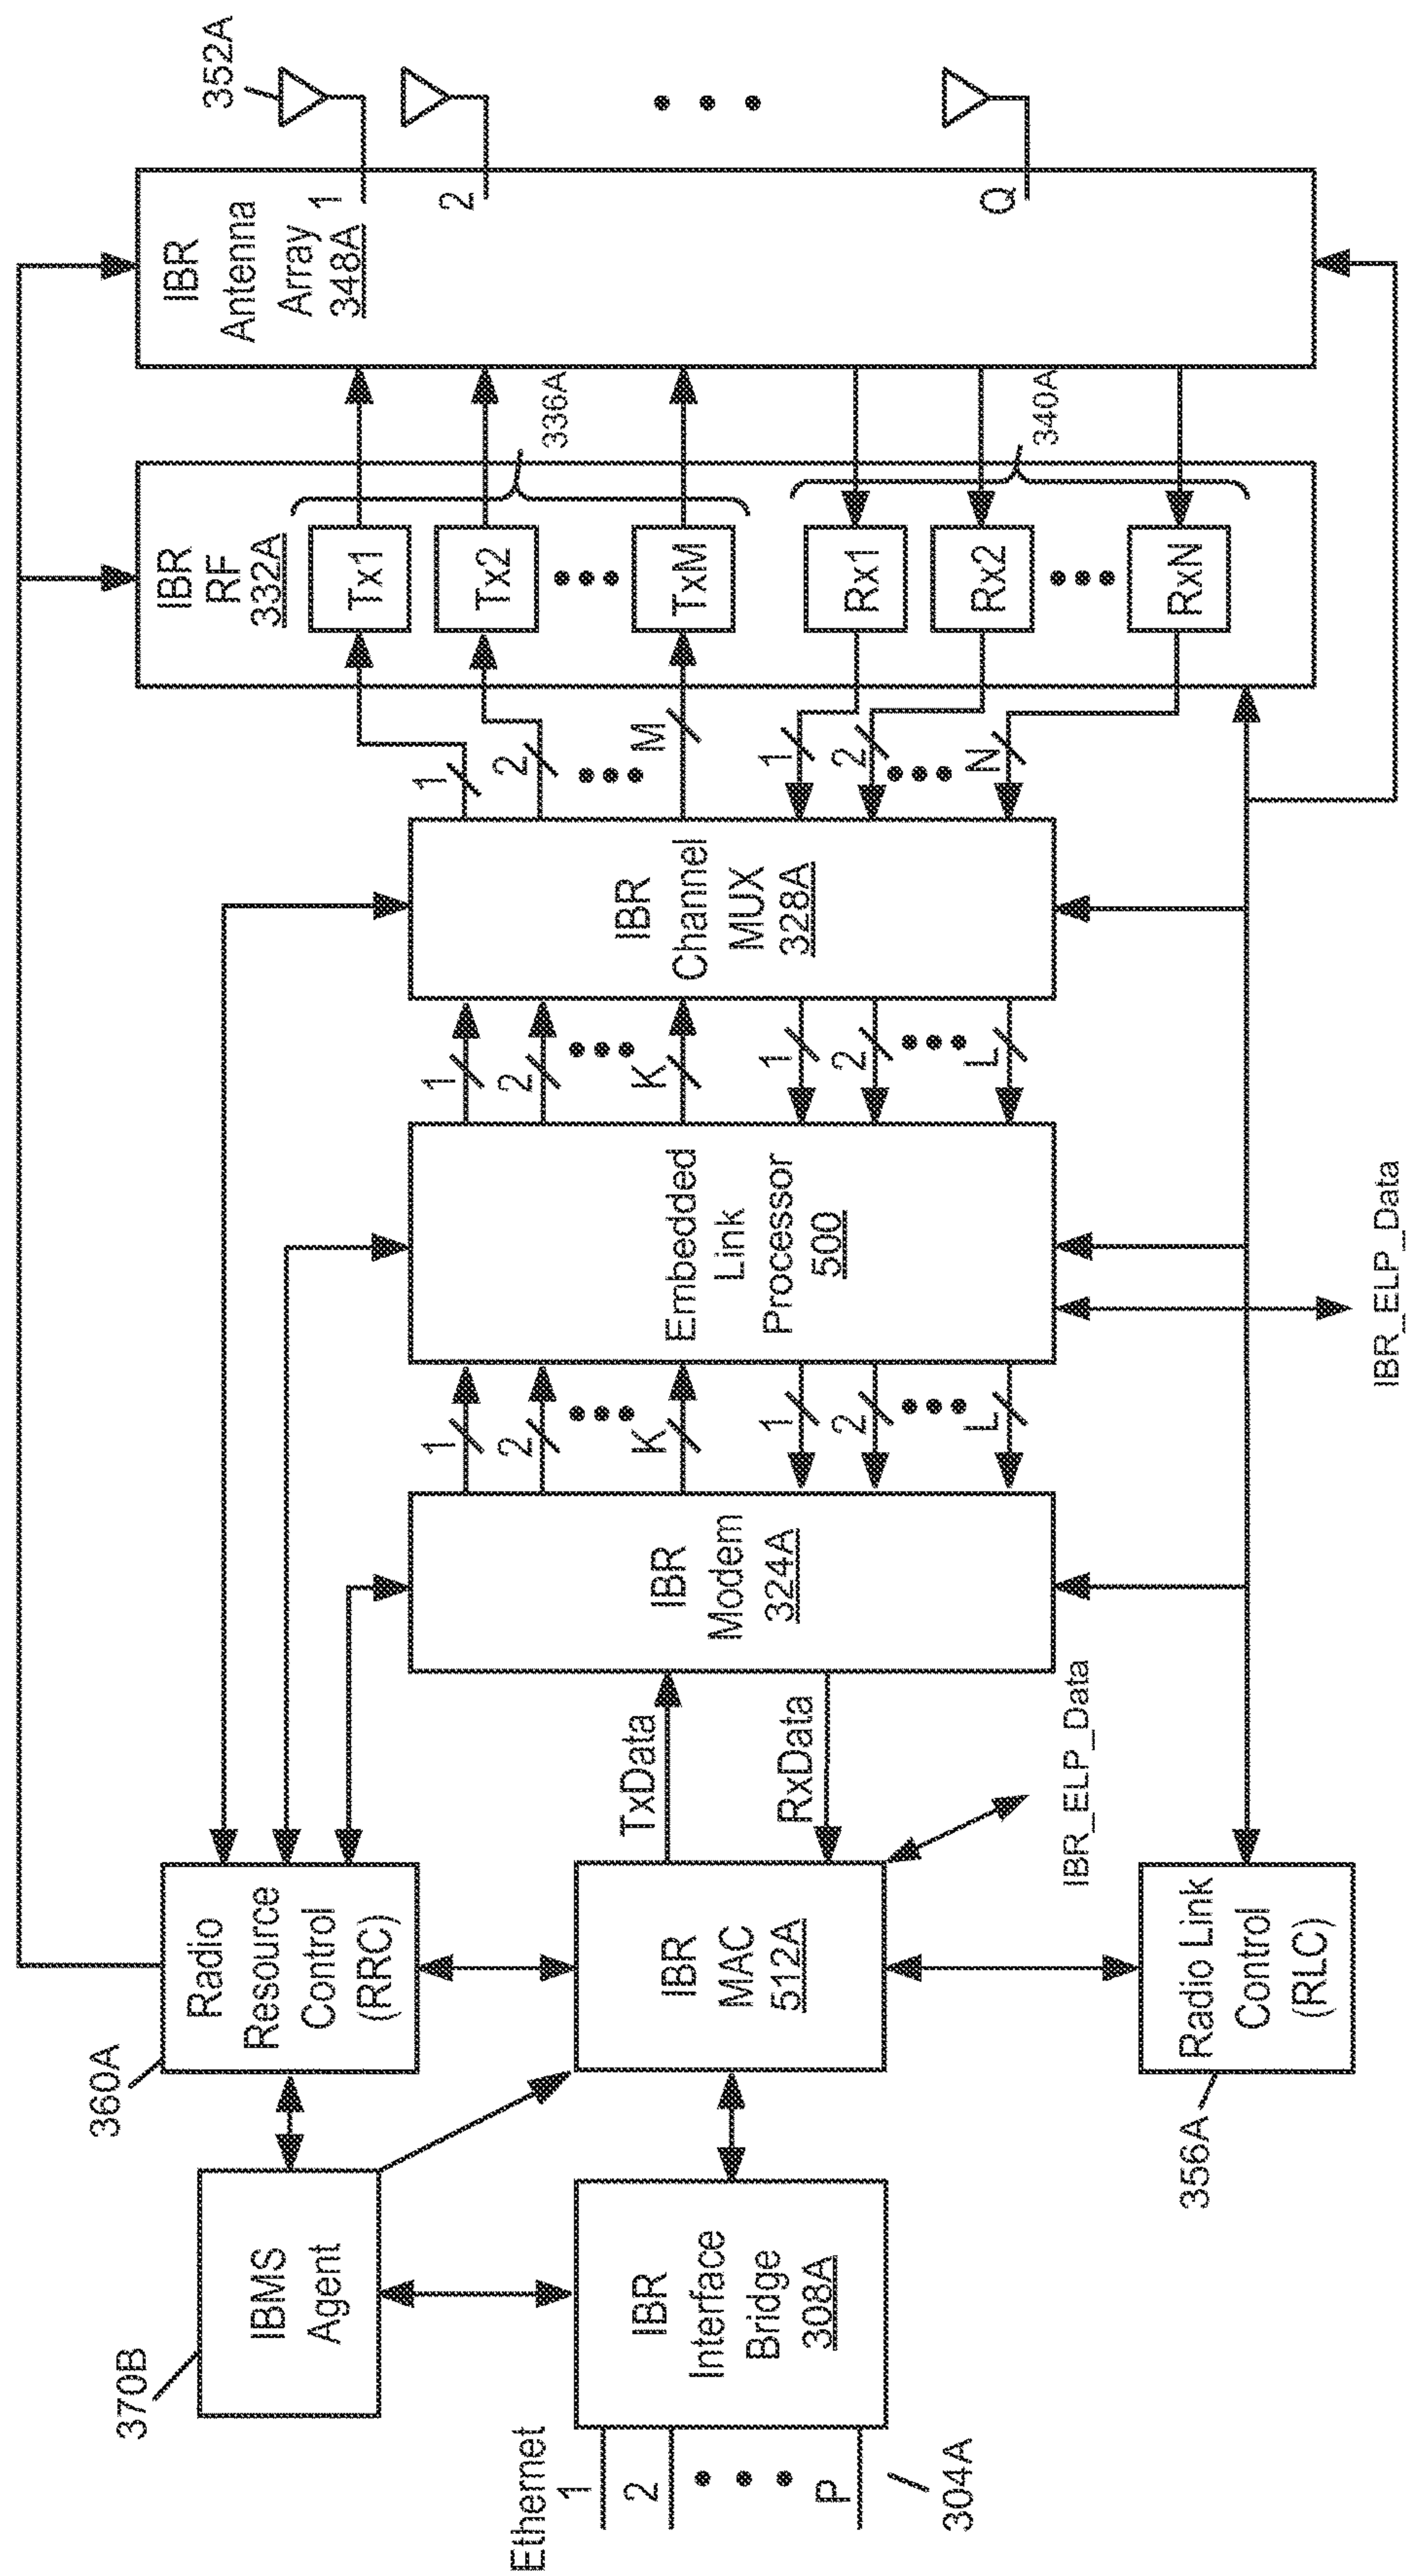 Ethernet
1
2
P
304A
370B
IBMS
Agent
IBR
Interface
Bridge
308A
360A
Radio
Resource
Control
(RRC)
IBR
MAC
512A
356A
Radio Link
Control
(RLC)
TxData
RxData
IBR_ELP_Data
IBR
Modem
324A
1
2
K
1
2
L
Embedded
Link
Processor
500
IBR_ELP_Data
1
2
K
1
2
L
IBR
Channel
MUX
328A
1
2
M
1
2
N
IBR
RF
332A
Tx1
Tx2
TxM
Rx1
Rx2
RxN
336A
340A
IBR
Antenna
Array
348A
1
2
Q
352A